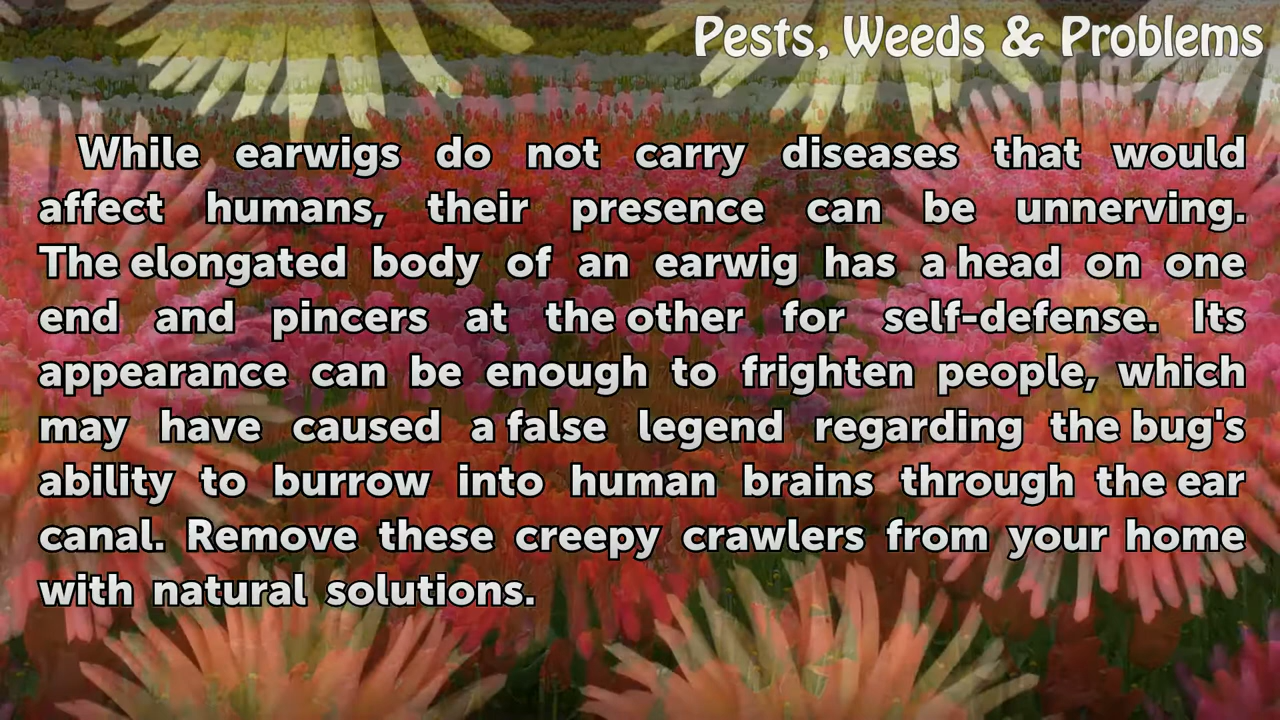 Pests, Weeds & Problems
While earwigs do not carry diseases that would
affect humans, their presence can be unnerving.
The elongated body of an earwig has a head on one
end and pincers at the other for self-defense. Its
appearance can be enough to frighten people, which
may have caused a false legend regarding the bug's
ability to burrow into human brains through the ear
canal. Remove these creepy crawlers from your home
with natural solutions.